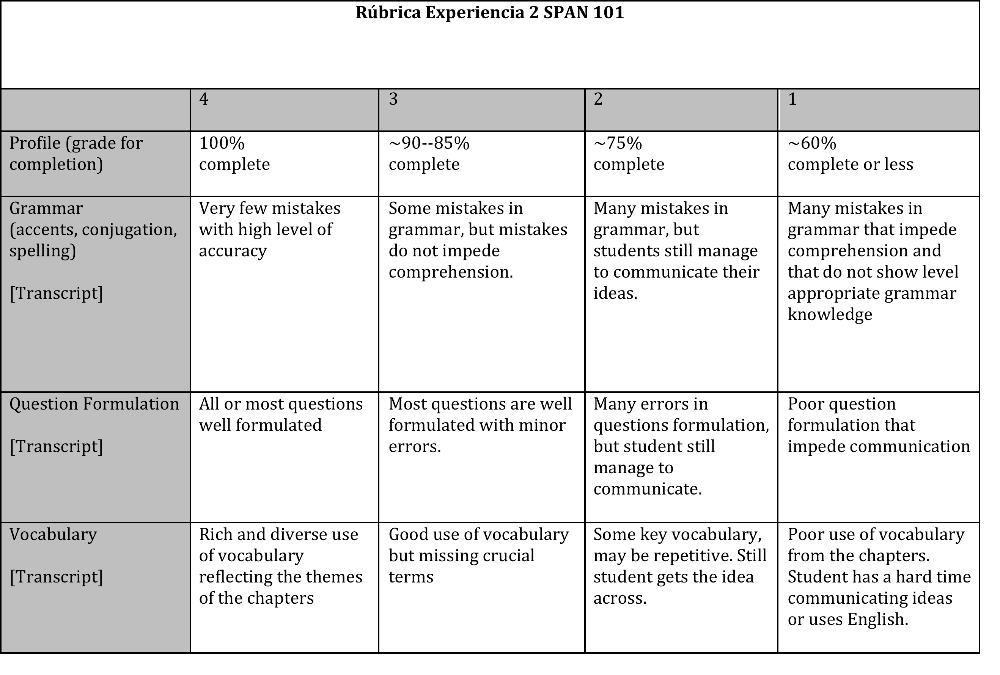 Rúbrica Experiencia 2 SPAN 101
4
3
2
1
Profile (grade for
completion)
100%
complete
~90--85%
complete
~75%
complete
~60%
complete or less
Grammar
(accents, conjugation,
spelling)
[Transcript]
Very few mistakes
with high level of
accuracy
Some mistakes in
grammar, but mistakes
do not impede
comprehension.
Many mistakes in
grammar, but
students still manage
to communicate their
ideas.
Many mistakes in
grammar that impede
comprehension and
that do not show level
appropriate grammar
knowledge
Question Formulation
[Transcript]
All or most questions
well formulated
Most questions are well
formulated with minor
errors.
Many errors in
questions formulation,
but student still
manage to
communicate.
Poor question
formulation that
impede communication
Vocabulary
[Transcript]
Rich and diverse use
of vocabulary
reflecting the themes
of the chapters
Good use of vocabulary
but missing crucial
terms
Some key vocabulary,
may be repetitive. Still
student gets the idea
across.
Poor use of vocabulary
from the chapters.
Student has a hard time
communicating ideas
or uses English.